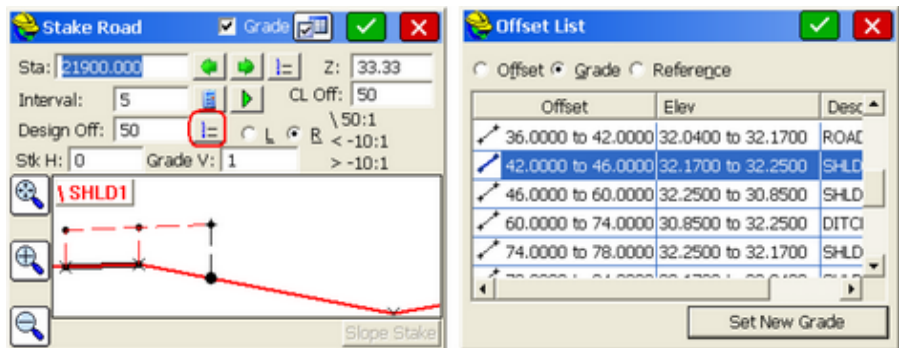 Stake Road Grade
Sta: 21900.000 Z: 33.33
Interval: 5 CL Off: 50
Design Off: 50 L R \ 50:1
< -10:1
Stk H: 0 Grade V: 1 > -10:1
\ SHLD1
Slope Stake
Offset List
Offset Grade Reference
Offset Elev Desc
36.0000 to 42.0000 32.0400 to 32.1700 ROAD
42.0000 to 46.0000 32.1700 to 32.2500 SHLD
46.0000 to 60.0000 32.2500 to 30.8500 SHLD
60.0000 to 74.0000 30.8500 to 32.2500 DITCH
74.0000 to 78.0000 32.2500 to 32.1700 SHLD
Set New Grade